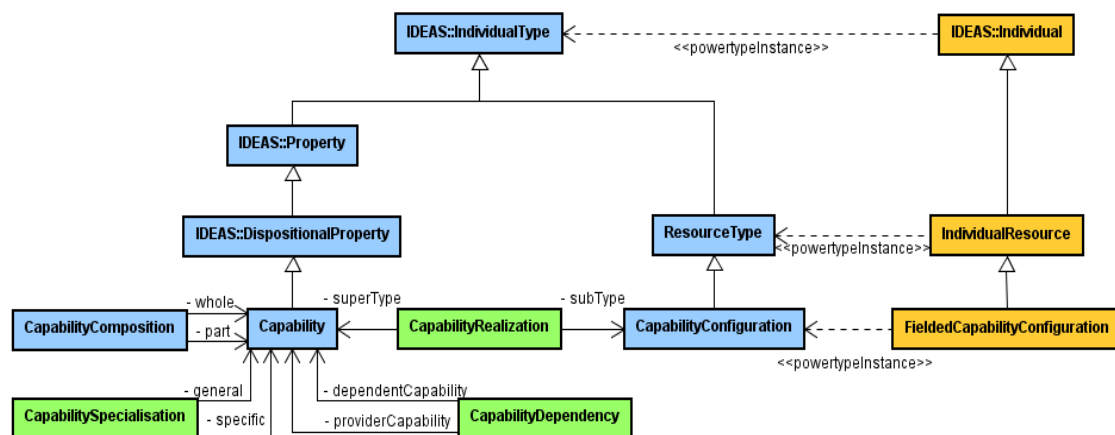 IDEAS::IndividualType
IDEAS::Individual
<<powertypeInstance>>
IDEAS::Property
IDEAS::DispositionalProperty
ResourceType
IndividualResource
<<powertypeInstance>>
- whole
- superType
- subType
CapabilityComposition
Capability
CapabilityRealization
CapabilityConfiguration
FieldedCapabilityConfiguration
- part
<<powertypeInstance>>
- general
- dependentCapability
CapabilitySpecialisation
- specific
- providerCapability
CapabilityDependency